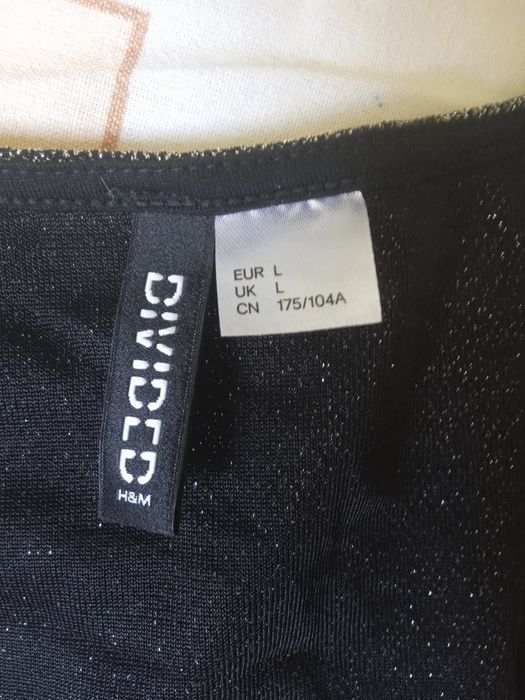 DIVIDED
H&M
EUR L
UK L
CN 175/104A